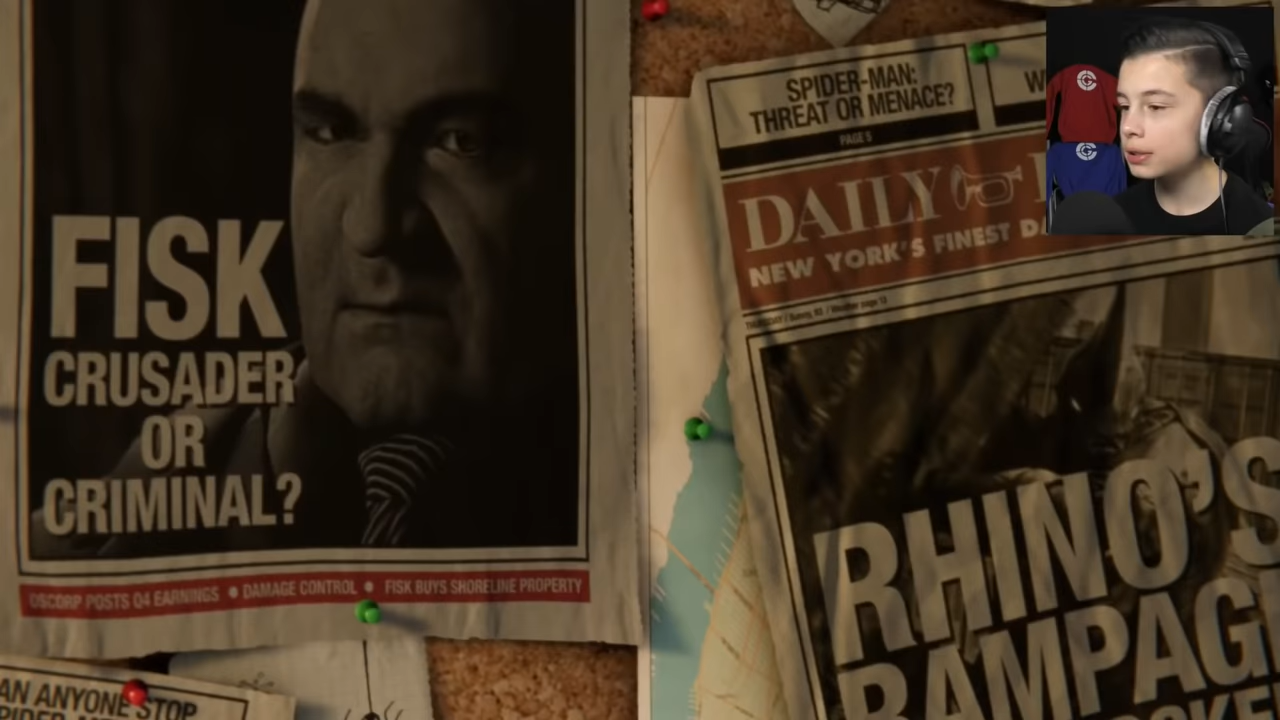 FISK
CRUSADER
OR
CRIMINAL?
OSCORP POSTS Q4 EARNINGS • DAMAGE CONTROL • FISK BUYS SHORELINE PROPERTY
AN ANYONE STOP
SPIDER-MAN: THREAT OR MENACE?
PAGE 5
DAILY
NEW YORK'S FINEST
RHINO'S
RAMPAG